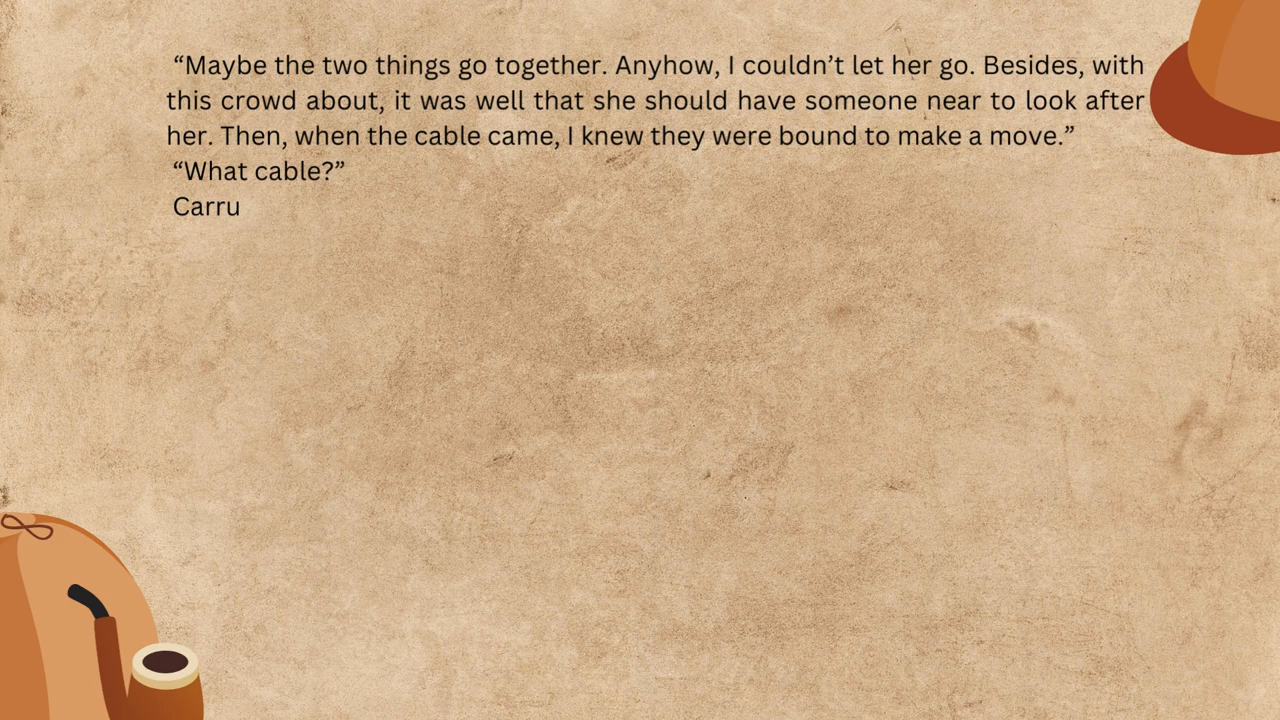 “Maybe the two things go together. Anyhow, I couldn’t let her go. Besides, with
this crowd about, it was well that she should have someone near to look after
her. Then, when the cable came, I knew they were bound to make a move.”
“What cable?”
Carru